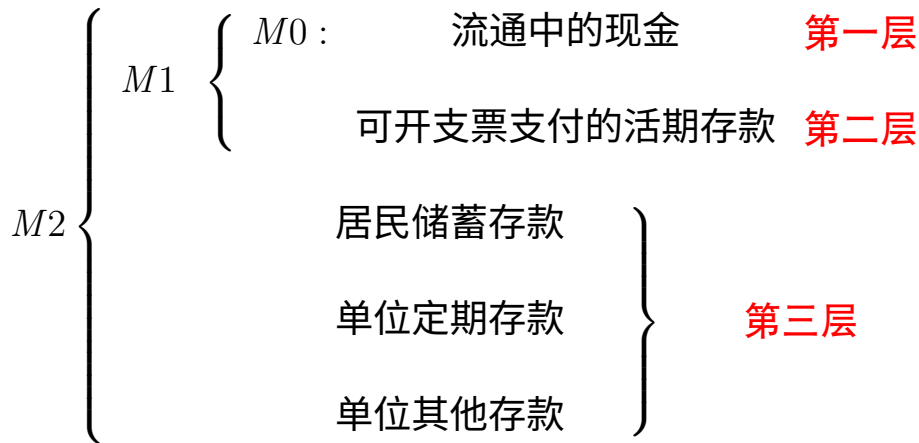 M0: 流通中的现金 第一层
M1
可开支票支付的活期存款 第二层
M2 居民储蓄存款
单位定期存款 第三层
单位其他存款